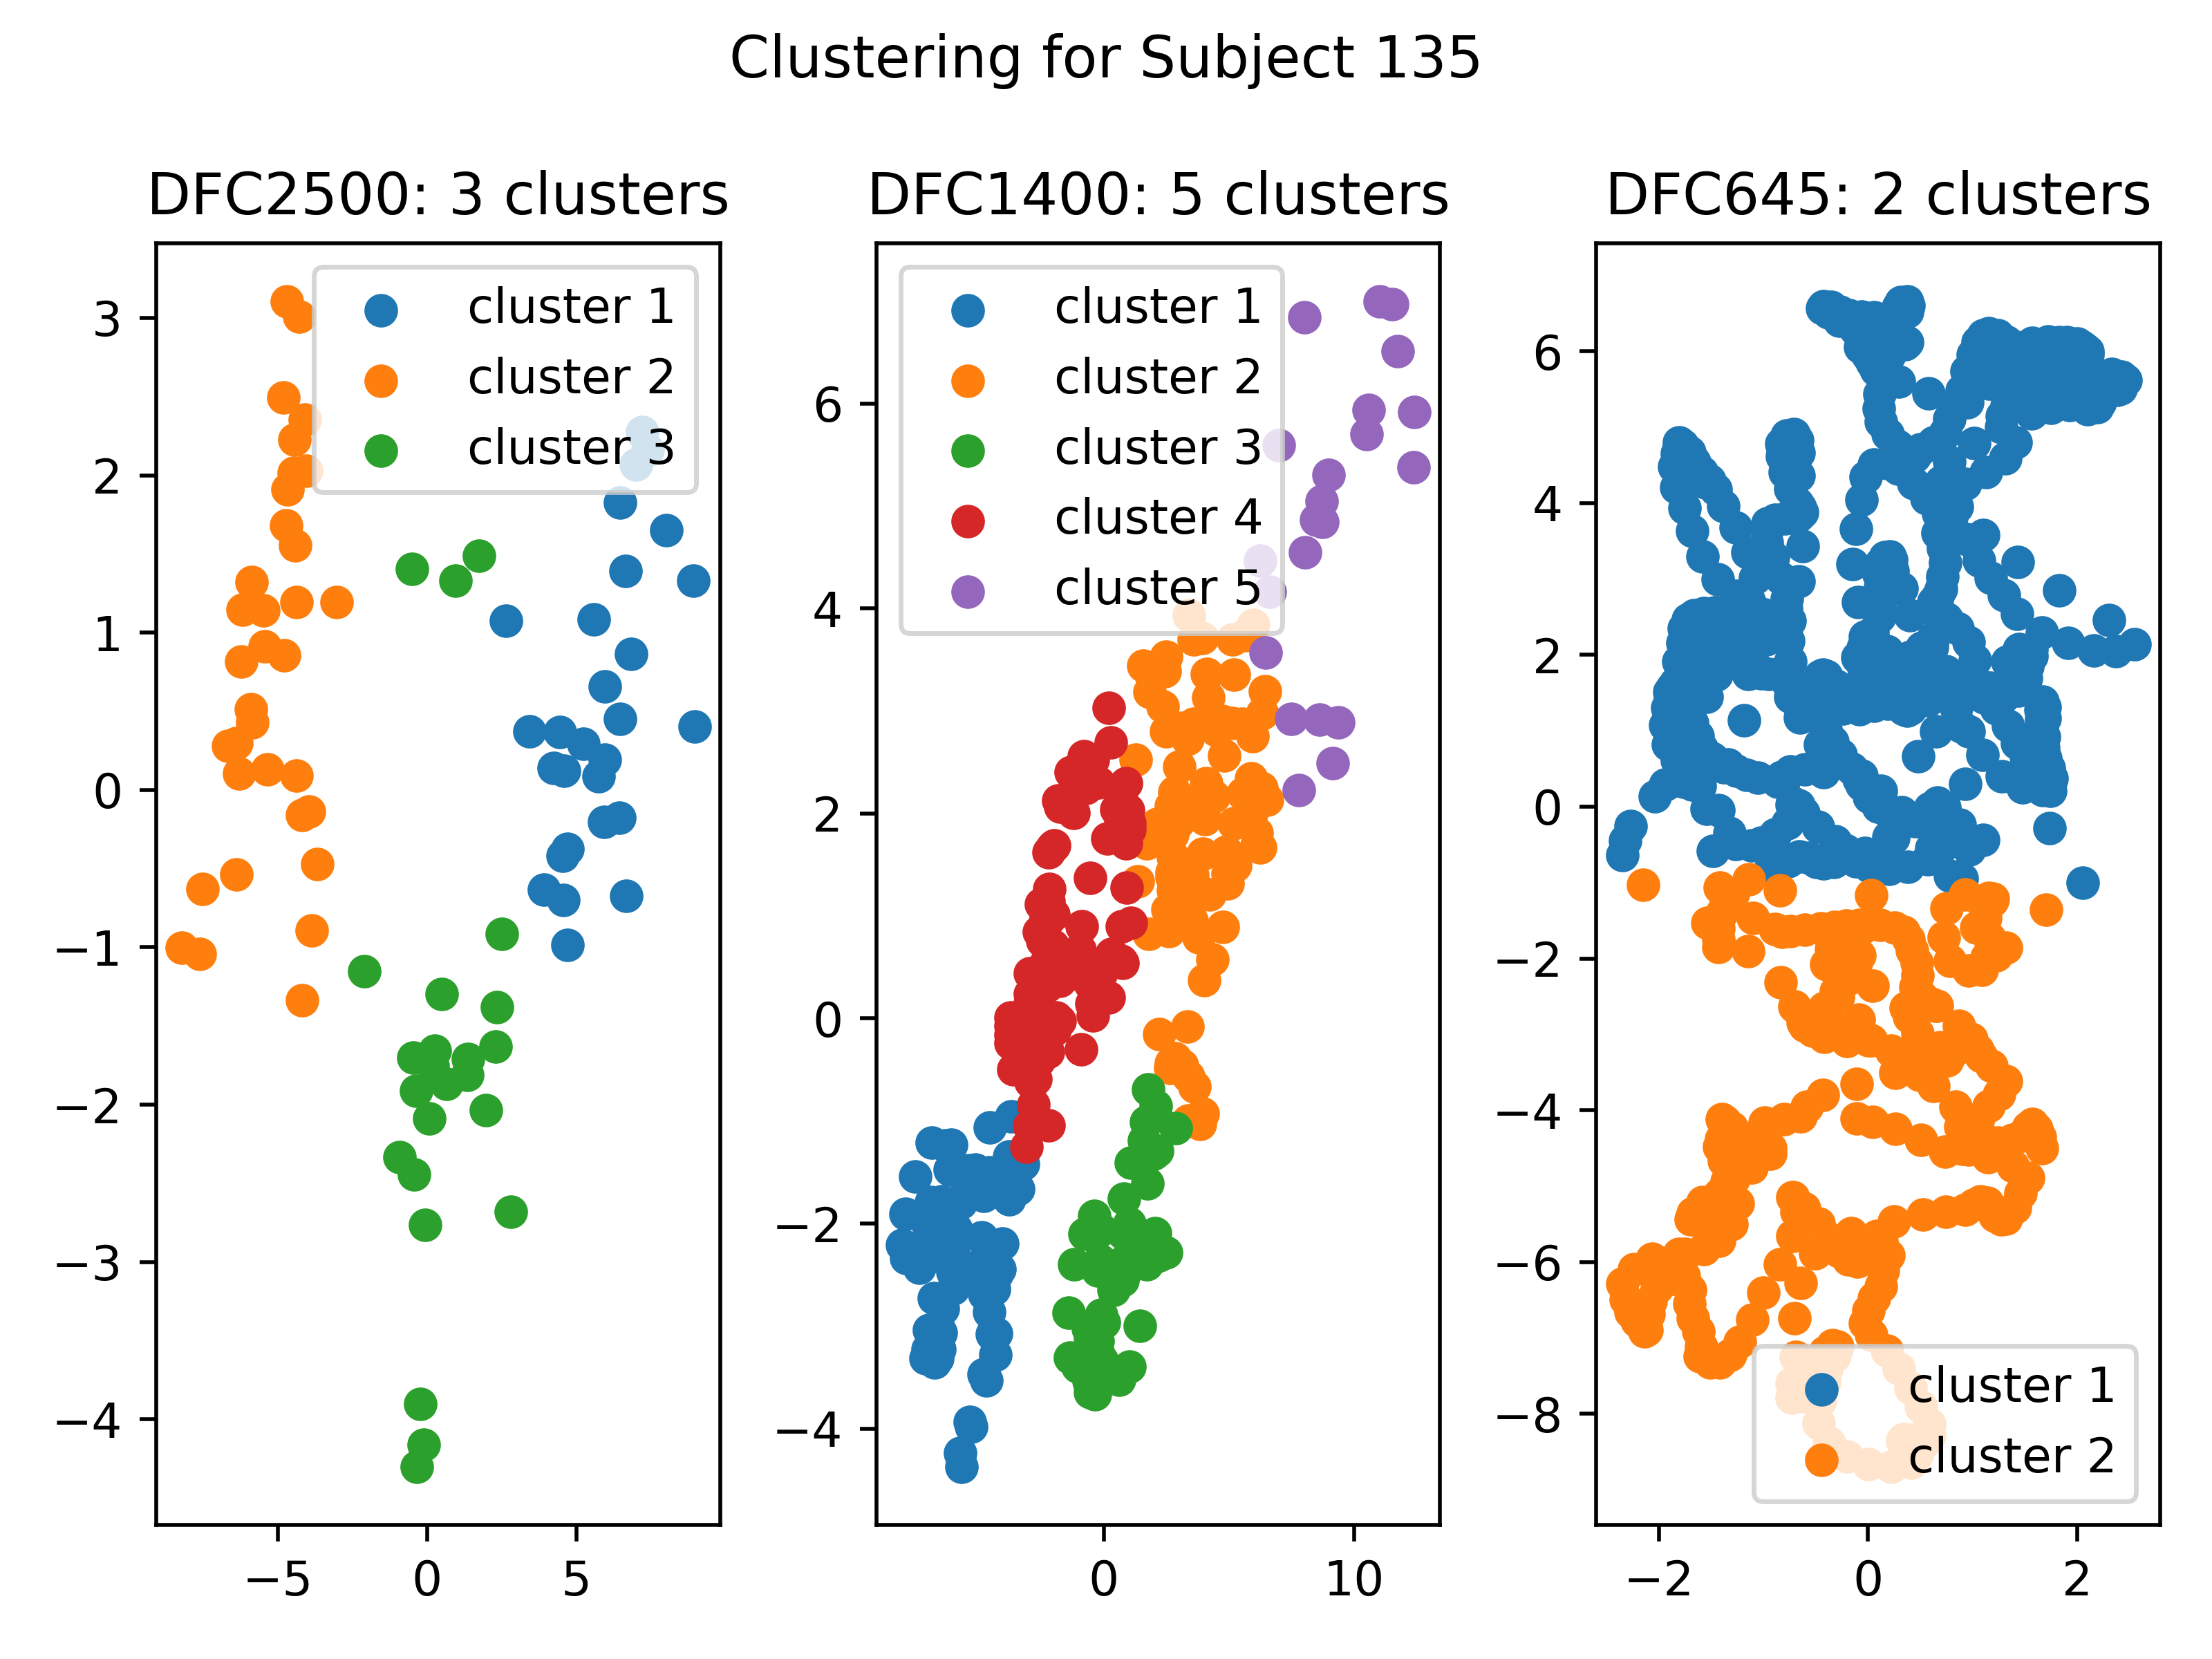 Clustering for Subject 135
DFC2500: 3 clusters
DFC1400: 5 clusters
DFC645: 2 clusters
cluster 1
cluster 2
cluster 3
3
2
1
0
−1
−2
−3
−4
−5
0
5
cluster 1
cluster 2
cluster 3
cluster 4
cluster 5
6
4
2
0
−2
−4
0
10
6
4
2
0
−2
−4
−6
−8
cluster 1
cluster 2
−2
0
2